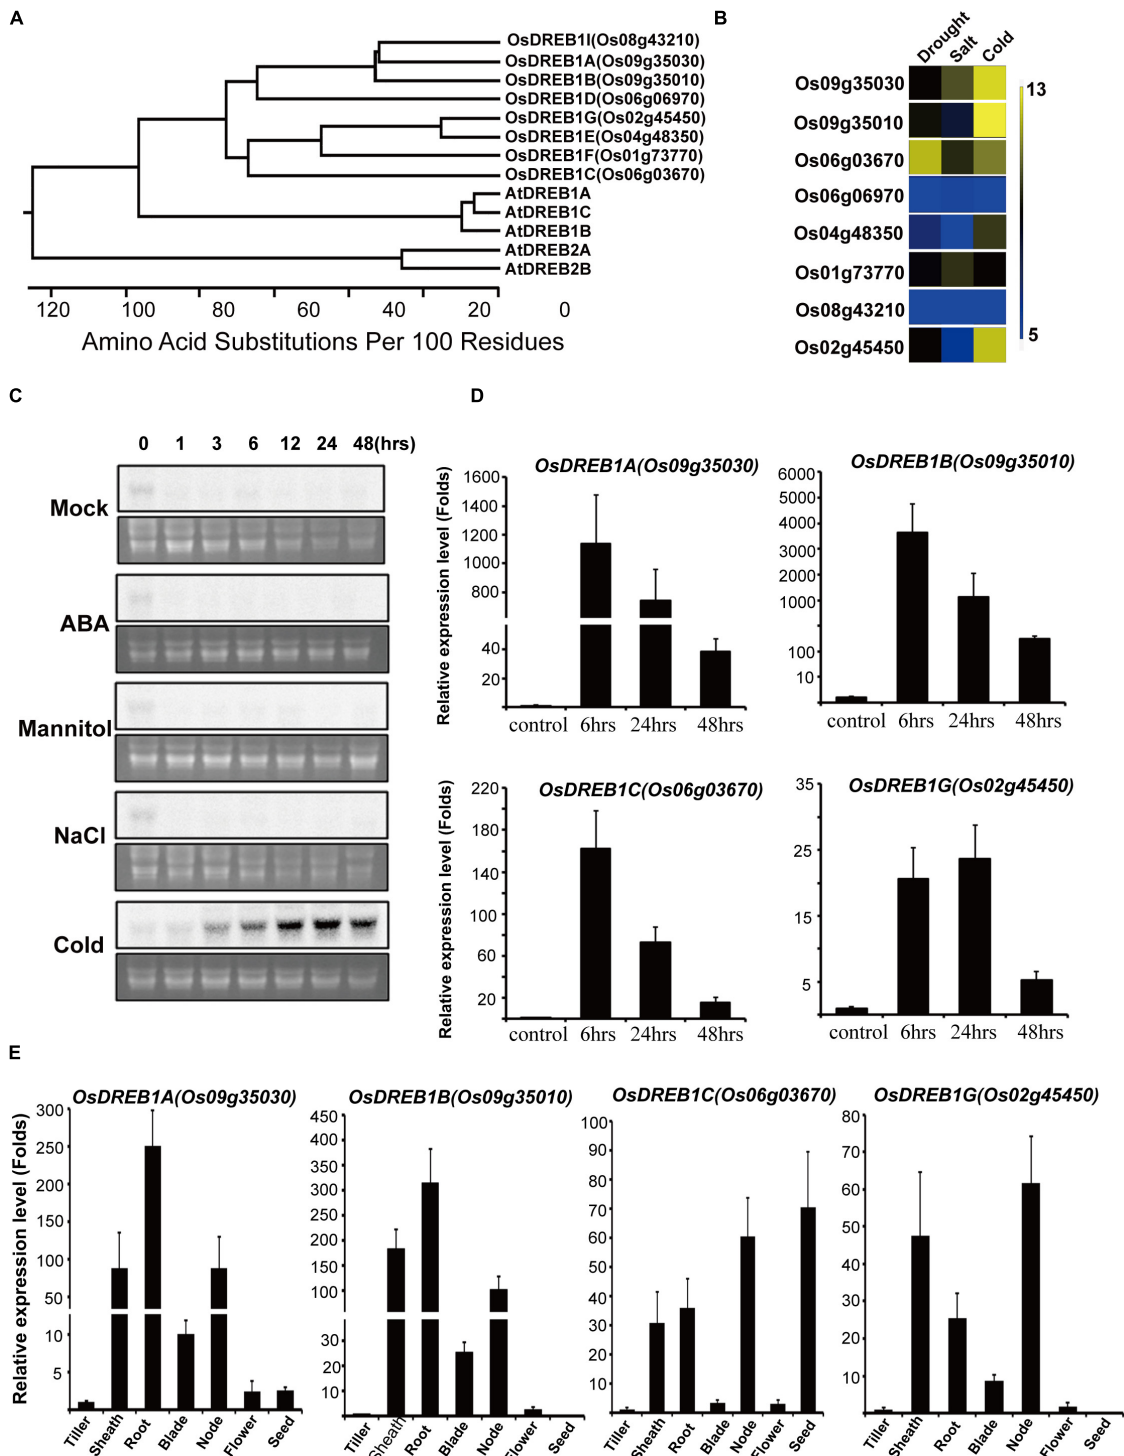 A
OsDREB1I(Os08g43210)
OsDREB1A(Os09g35030)
OsDREB1B(Os09g35010)
OsDREB1D(Os06g06970)
OsDREB1G(Os02g45450)
OsDREB1E(Os04g48350)
OsDREB1F(Os01g73770)
OsDREB1C(Os06g03670)
AtDREB1A
AtDREB1C
AtDREB1B
AtDREB2A
AtDREB2B
120 100 80 60 40 20 0
Amino Acid Substitutions Per 100 Residues
B
Drought Salt Cold
Os09g35030
Os09g35010
Os06g03670
Os06g06970
Os04g48350
Os01g73770
Os08g43210
Os02g45450
13
5
C
0 1 3 6 12 24 48(hrs)
Mock
ABA
Mannitol
NaCl
Cold
D
OsDREB1A(Os09g35030)
Relative expression level (Folds)
1600
1400
1200
1000
800
40
20
control 6hrs 24hrs 48hrs
OsDREB1B(Os09g35010)
6000
5000
4000
3000
2000
1000
100
10
control 6hrs 24hrs 48hrs
OsDREB1C(Os06g03670)
Relative expression level (Folds)
220
180
140
100
60
20
control 6hrs 24hrs 48hrs
OsDREB1G(Os02g45450)
35
25
15
5
control 6hrs 24hrs 48hrs
E
OsDREB1A(Os09g35030)
Relative expression level (Folds)
300
250
200
150
100
50
10
5
Tiller Sheath Root Blade Node Flower Seed
OsDREB1B(Os09g35010)
450
400
350
300
250
200
150
100
30
20
10
Tiller Sheath Root Blade Node Flower Seed
OsDREB1C(Os06g03670)
100
90
80
70
60
50
40
30
20
10
Tiller Sheath Root Blade Node Flower Seed
OsDREB1G(Os02g45450)
80
70
60
50
40
30
20
10
Tiller Sheath Root Blade Node Flower Seed